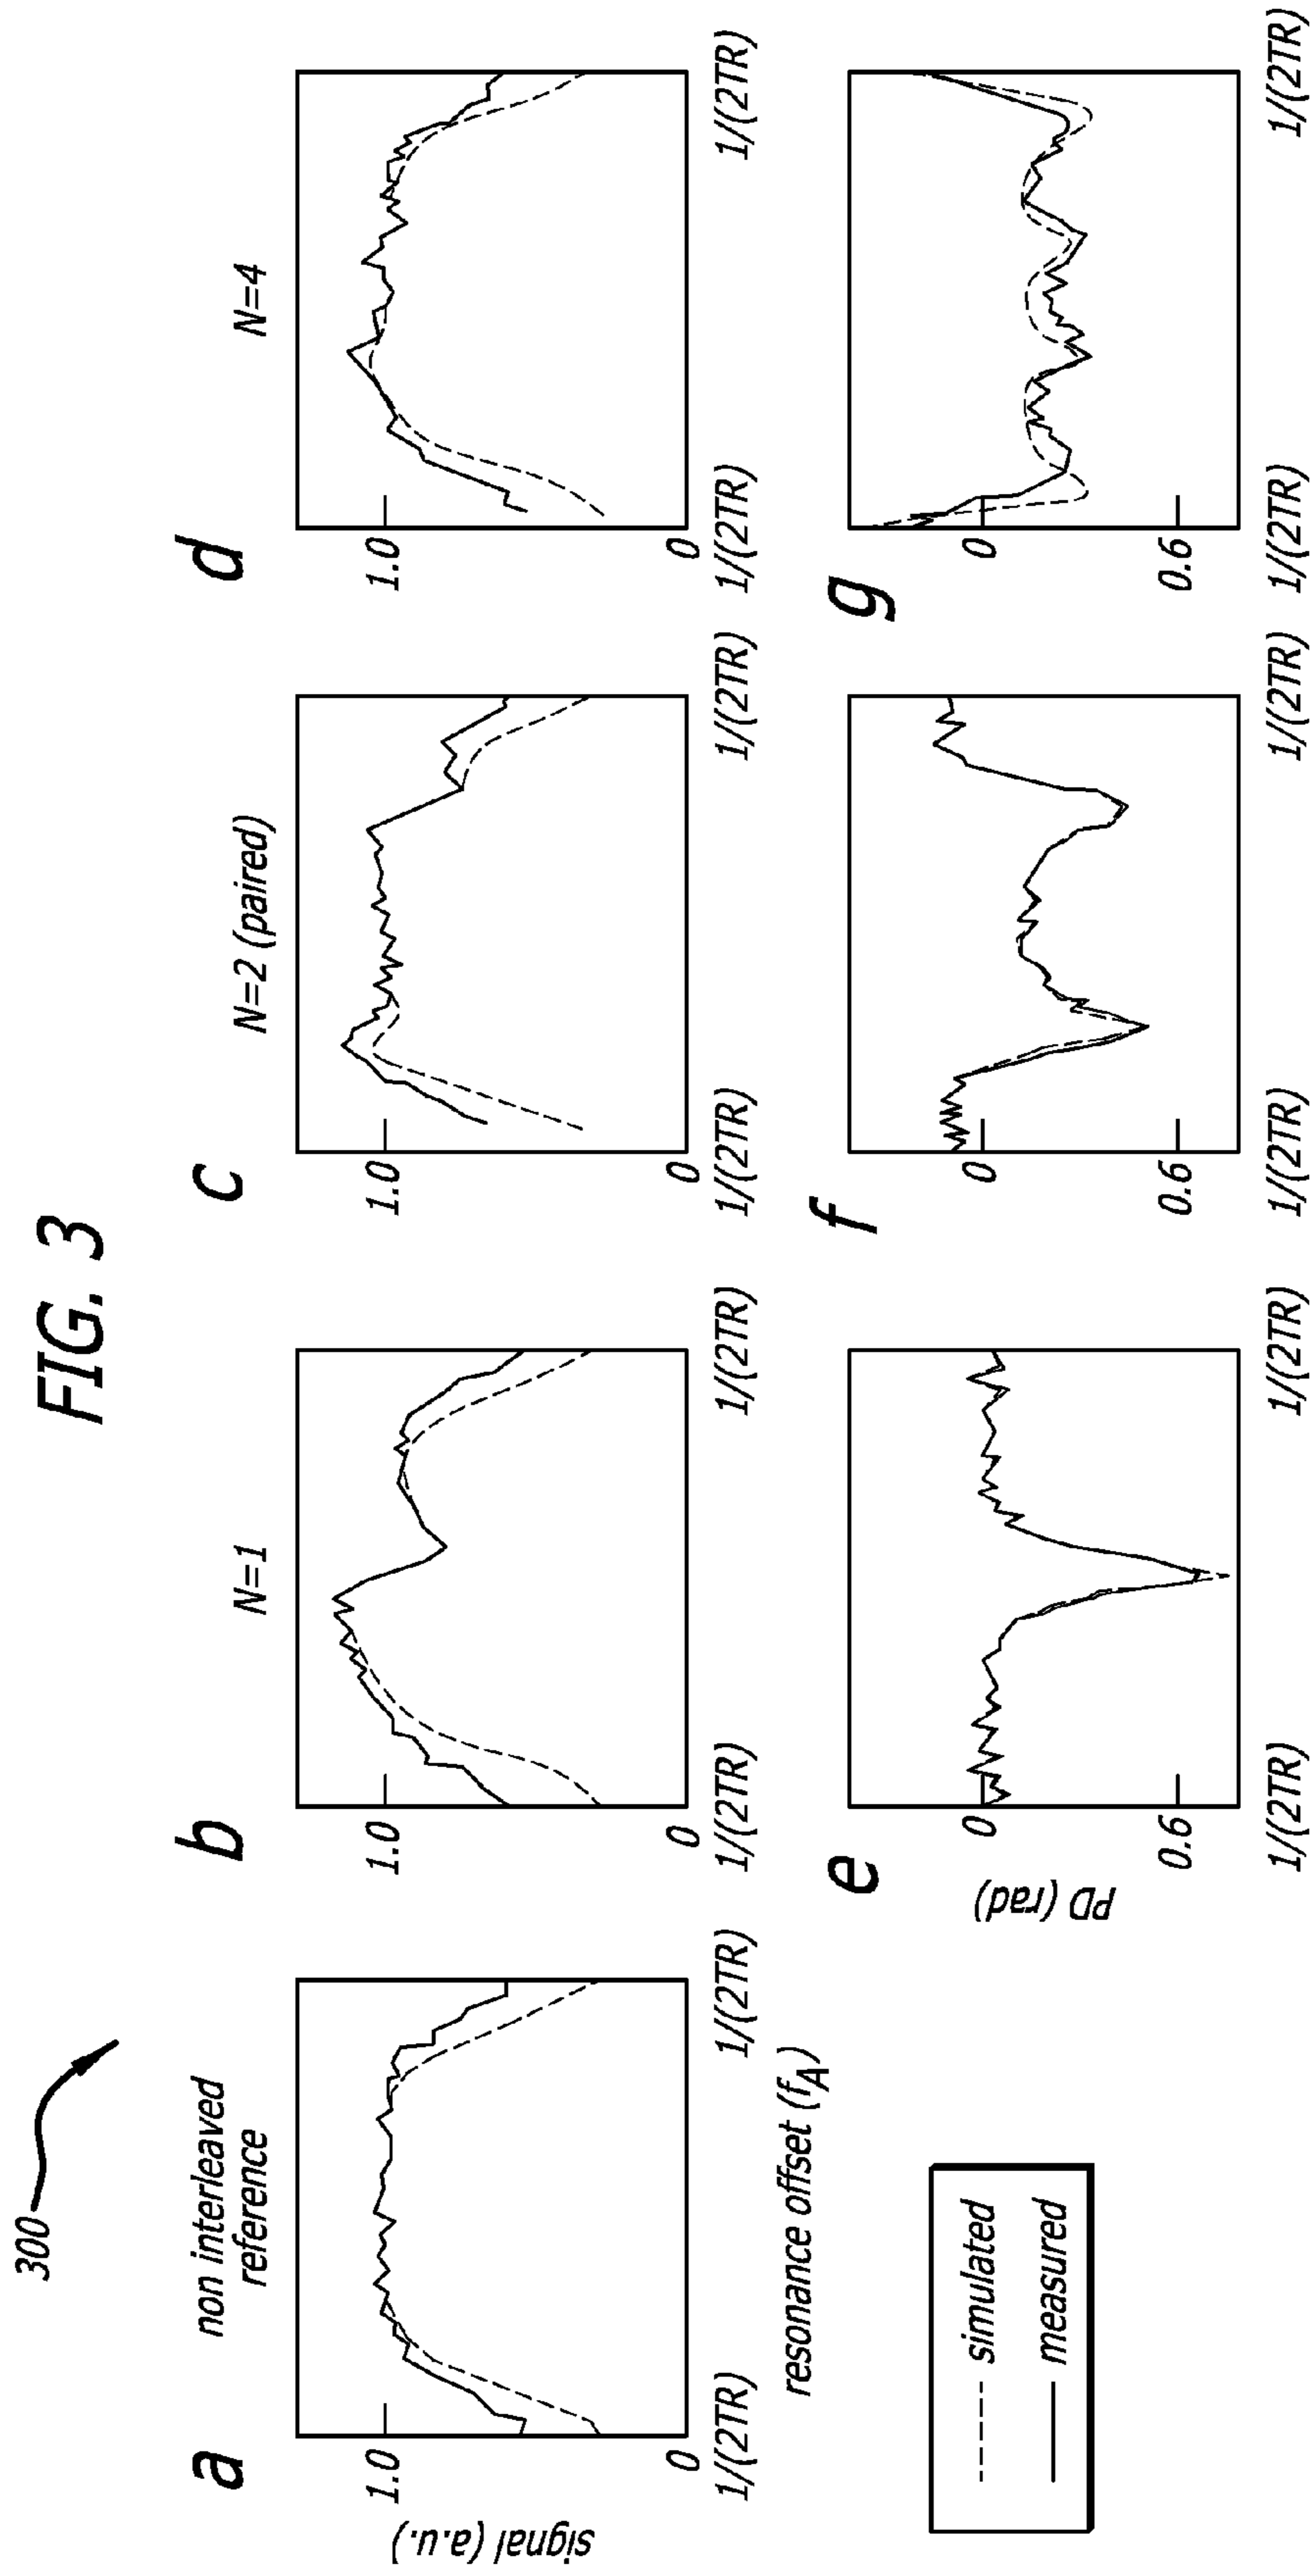 FIG. 3
300
non interleaved
reference
N=1
N=2 (paired)
N=4
a
b
c
d
signal (a.u.)
1.0
0
1/(2TR)
1/(2TR)
1.0
0
1/(2TR)
1/(2TR)
1.0
0
1/(2TR)
1/(2TR)
1.0
0
1/(2TR)
1/(2TR)
resonance offset (fA)
e
f
g
PD (rad)
0
0.6
1/(2TR)
1/(2TR)
0
0.6
1/(2TR)
1/(2TR)
0
0.6
1/(2TR)
1/(2TR)
simulated
measured